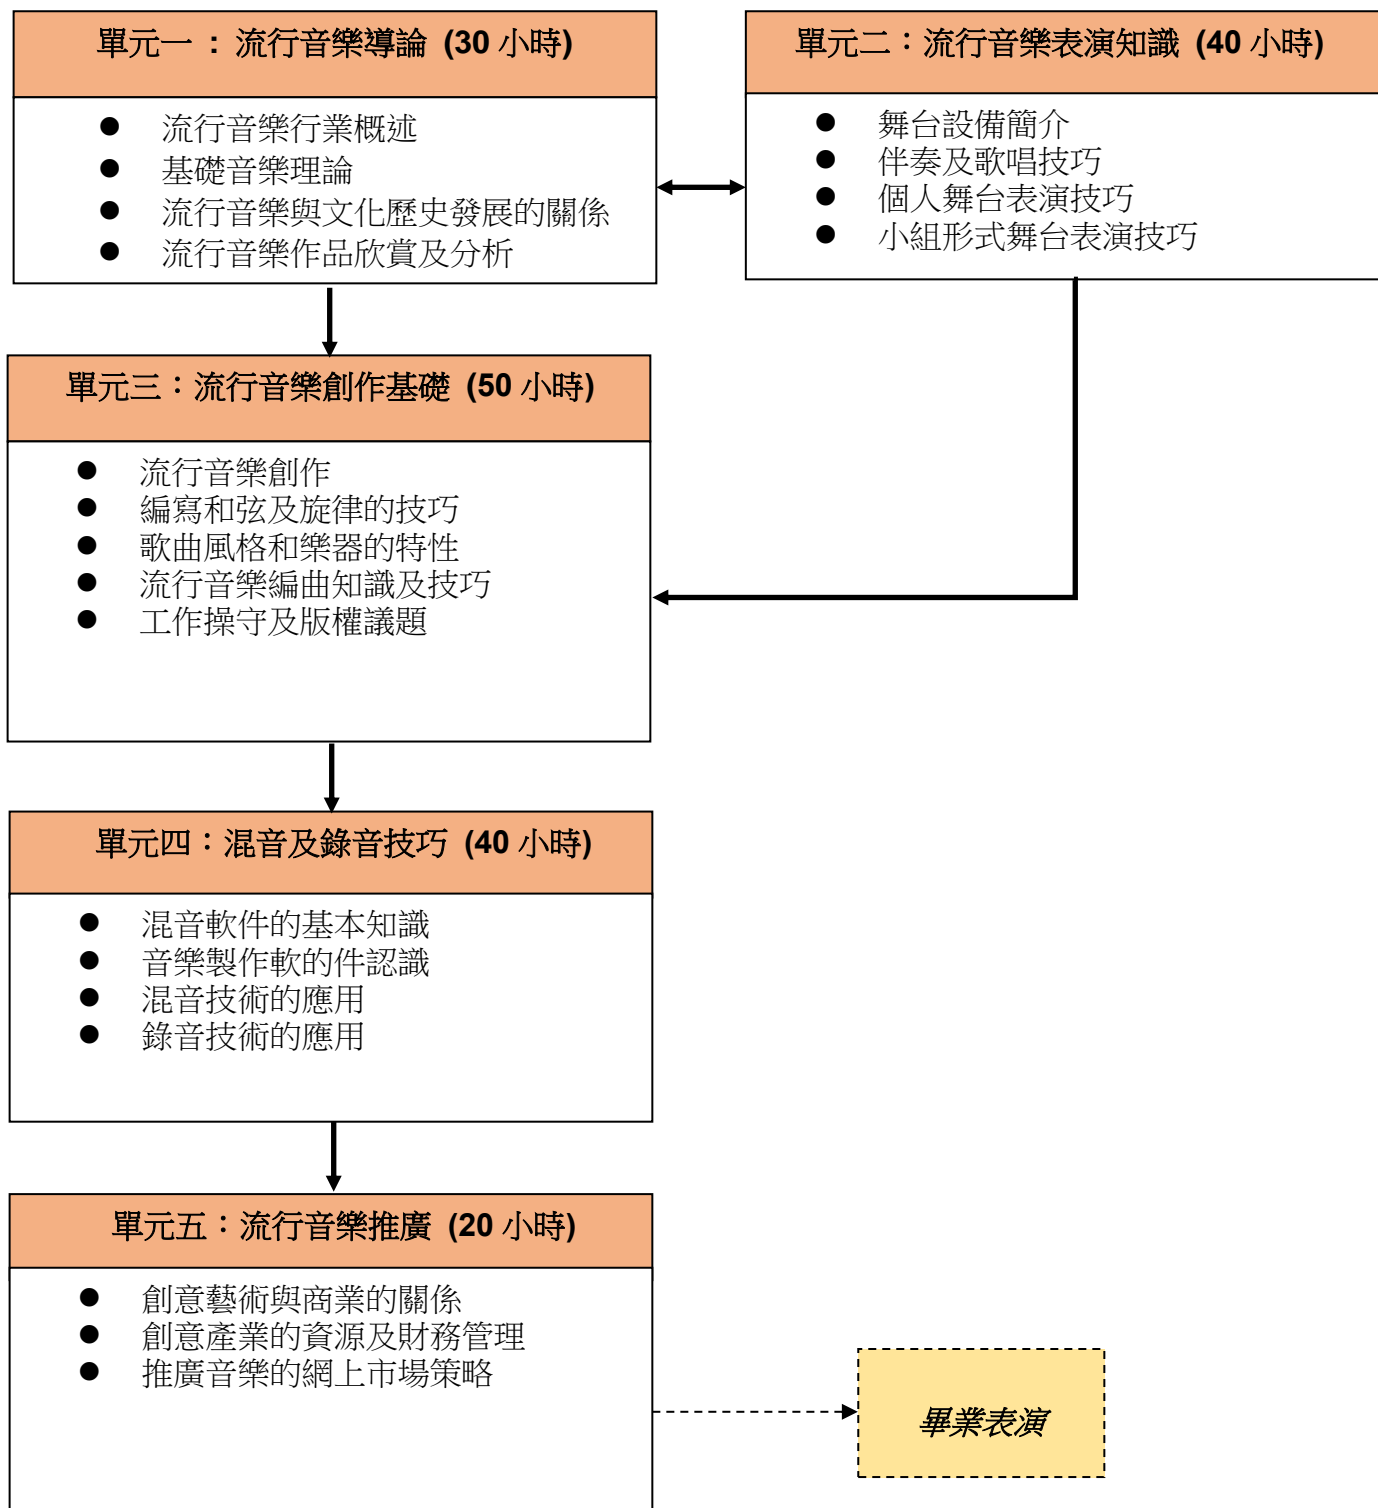 單元一 : 流行音樂導論 (30 小時)
● 流行音樂行業概述
● 基礎音樂理論
● 流行音樂與文化歷史發展的關係
● 流行音樂作品欣賞及分析
單元二：流行音樂表演知識 (40 小時)
● 舞台設備簡介
● 伴奏及歌唱技巧
● 個人舞台表演技巧
● 小組形式舞台表演技巧
單元三：流行音樂創作基礎 (50 小時)
● 流行音樂創作
● 編寫和弦及旋律的技巧
● 歌曲風格和樂器的特性
● 流行音樂編曲知識及技巧
● 工作操守及版權議題
單元四：混音及錄音技巧 (40 小時)
● 混音軟件的基本知識
● 音樂製作軟的件認識
● 混音技術的應用
● 錄音技術的應用
單元五：流行音樂推廣 (20 小時)
● 創意藝術與商業的關係
● 創意產業的資源及財務管理
● 推廣音樂的網上市場策略
畢業表演